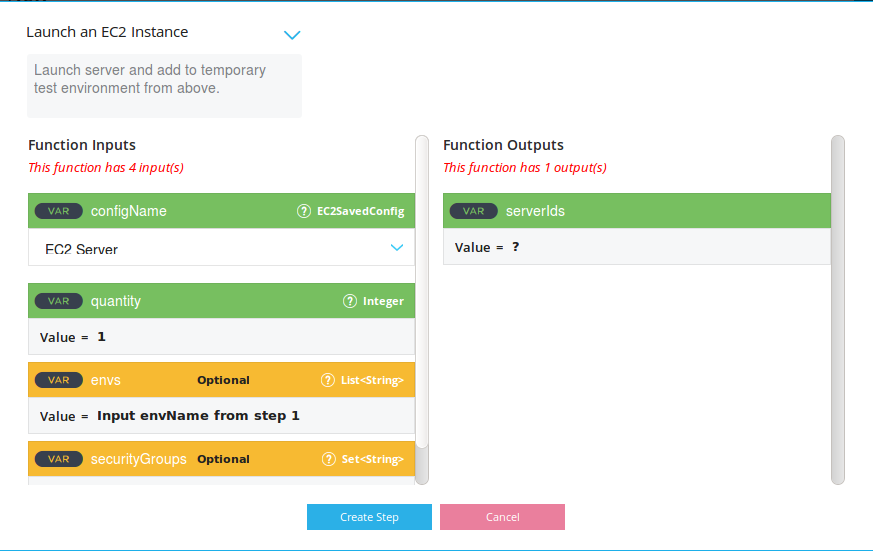 Launch an EC2 Instance
Launch server and add to temporary
test environment from above.
Function Inputs
This function has 4 input(s)
VAR configName ? EC2SavedConfig
EC2 Server
VAR quantity ? Integer
Value = 1
VAR envs Optional ? List<String>
Value = Input envName from step 1
VAR securityGroups Optional ? Set<String>
Function Outputs
This function has 1 output(s)
VAR serverIds
Value = ?
Create Step
Cancel